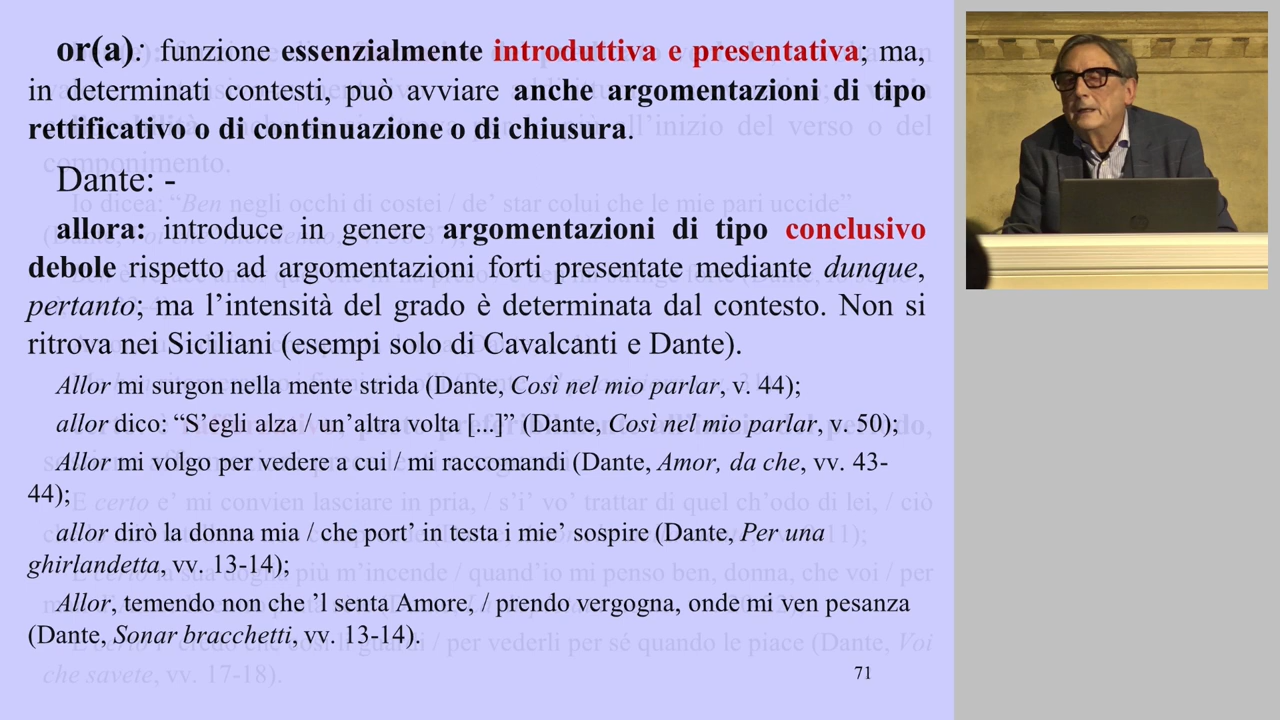 or(a): funzione essenzialmente introduttiva e presentativa; ma,
in determinati contesti, può avviare anche argomentazioni di tipo
rettificativo o di continuazione o di chiusura.
Dante: -
allora: introduce in genere argomentazioni di tipo conclusivo
debole rispetto ad argomentazioni forti presentate mediante dunque,
pertanto; ma l’intensità del grado è determinata dal contesto. Non si
ritrova nei Siciliani (esempi solo di Cavalcanti e Dante).
Allor mi surgon nella mente strida (Dante, Così nel mio parlar, v. 44);
allor dico: “S’egli alza / un’altra volta [...]” (Dante, Così nel mio parlar, v. 50);
Allor mi volgo per vedere a cui / mi raccomandi (Dante, Amor, da che, vv. 43-
44);
allor dirò la donna mia / che port’ in testa i mie’ sospire (Dante, Per una
ghirlandetta, vv. 13-14);
Allor, temendo non che ’l senta Amore, / prendo vergogna, onde mi ven pesanza
(Dante, Sonar bracchetti, vv. 13-14).
71